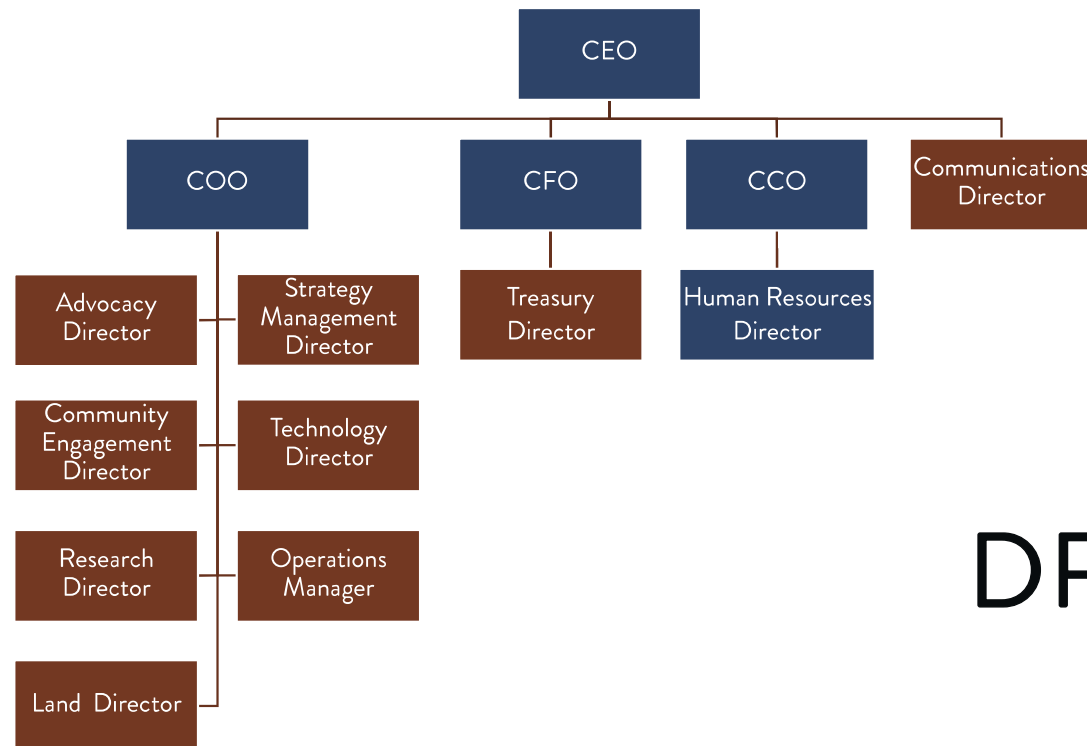 CEO
COO
CFO
CCO
Communications
Director
Advocacy
Director
Strategy
Management
Director
Treasury
Director
Human Resources
Director
Community
Engagement
Director
Technology
Director
Research
Director
Operations
Manager
Land Director